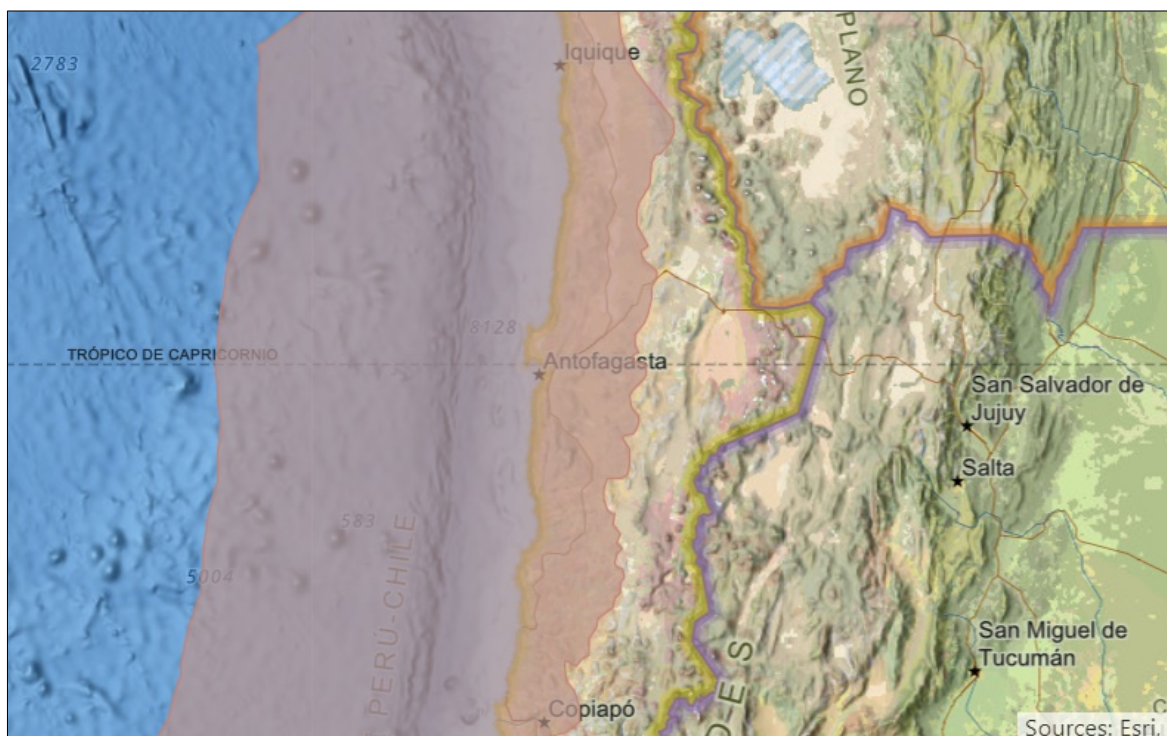 2783
Iquique
PLANO
8128
TRÓPICO DE CAPRICORNIO
Antofagasta
San Salvador de
Jujuy
Salta
583
5004
PERÚ-CHILE
San Miguel de
Tucumán
DES
Copiapó
C
Sources: Esri,